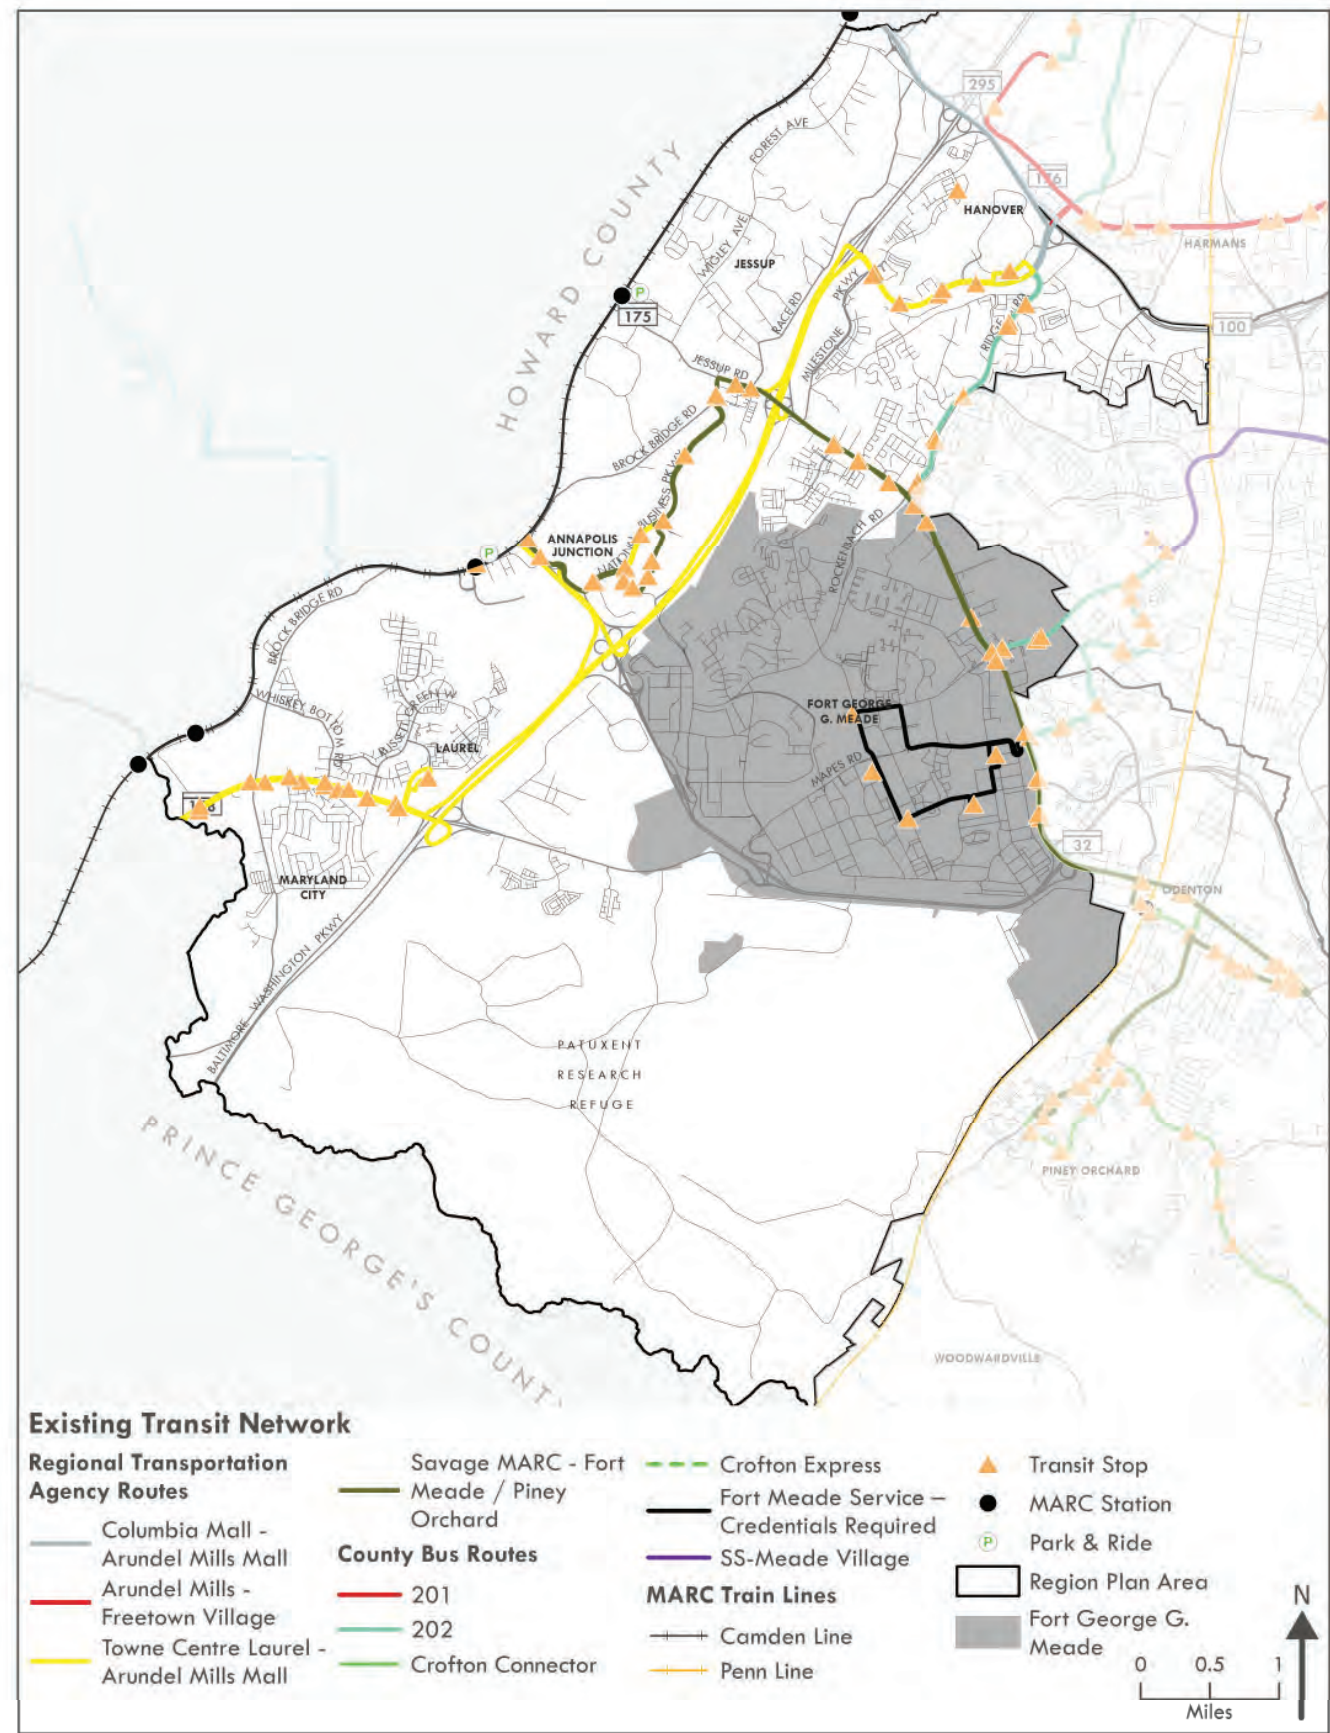 295
FOREST AVE
176
HANOVER
HARMANS
HOWARD COUNTY
WIGLEY AVE
JESSUP
175
RACE RD
PKWY
MILESTONE
RD
100
JESSUP RD
BROCK BRIDGE RD
BUSINESS PKWY
ROCKENBACH RD
ANNAPOLIS
JUNCTION
P
P
BROCK BRIDGE RD
WHISKEY BOTTOM RD
LAUREL
FORT GEORGE
G. MEADE
MAPES RD
32
ODENTON
MARYLAND
CITY
BALTIMORE WASHINGTON PKWY
PATUXENT
RESEARCH
REFUGE
PRINCE GEORGE'S COUNT
PINEY ORCHARD
WOODWARDVILLE
Existing Transit Network
Regional Transportation
Agency Routes
Columbia Mall -
Arundel Mills Mall
Arundel Mills -
Freetown Village
Towne Centre Laurel -
Arundel Mills Mall
Savage MARC - Fort
Meade / Piney
Orchard
County Bus Routes
201
202
Crofton Connector
Crofton Express
Fort Meade Service –
Credentials Required
SS-Meade Village
MARC Train Lines
Camden Line
Penn Line
Transit Stop
MARC Station
P Park & Ride
Region Plan Area
Fort George G.
Meade
N
0 0.5 1
Miles